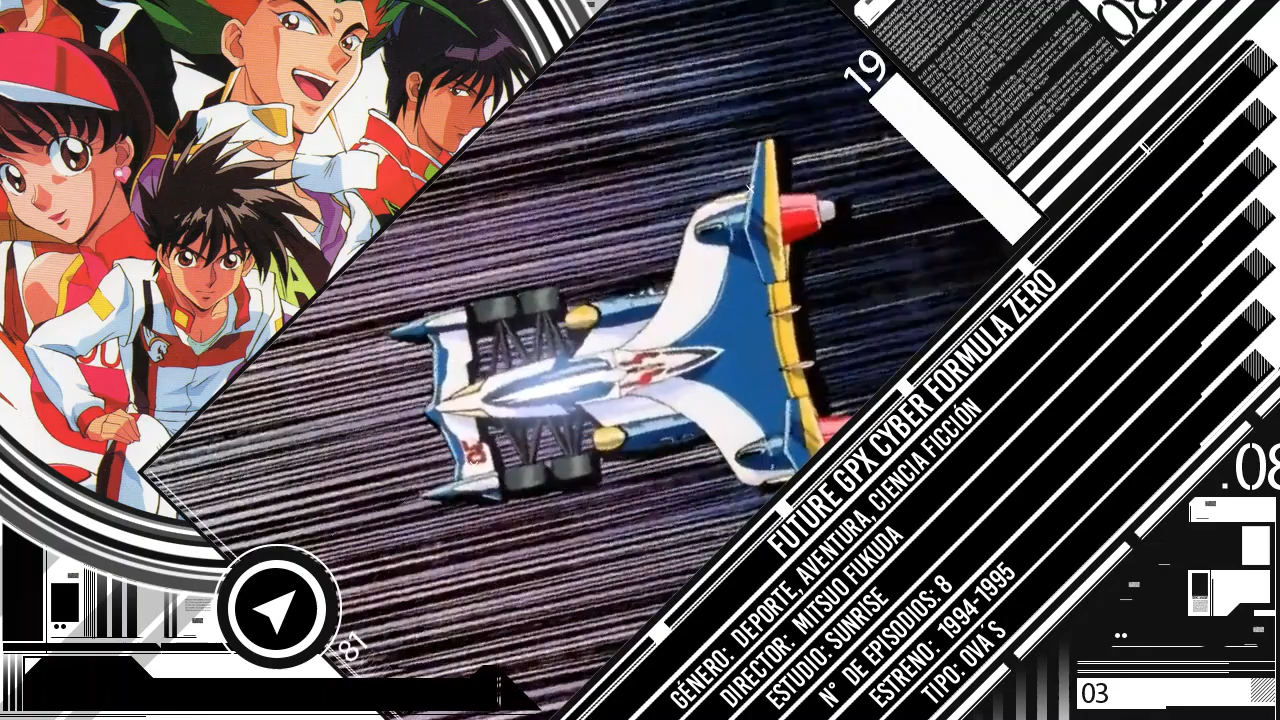 19
08
FUTURE GPX CYBER FORMULA ZERO
GÉNERO: DEPORTE, AVENTURA, CIENCIA FICCIÓN
DIRECTOR: MITSUO FUKUDA
ESTUDIO: SUNRISE
N° DE EPISODIOS: 8
ESTRENO: 1994-1995
TIPO: OVA´S
.08
81
03